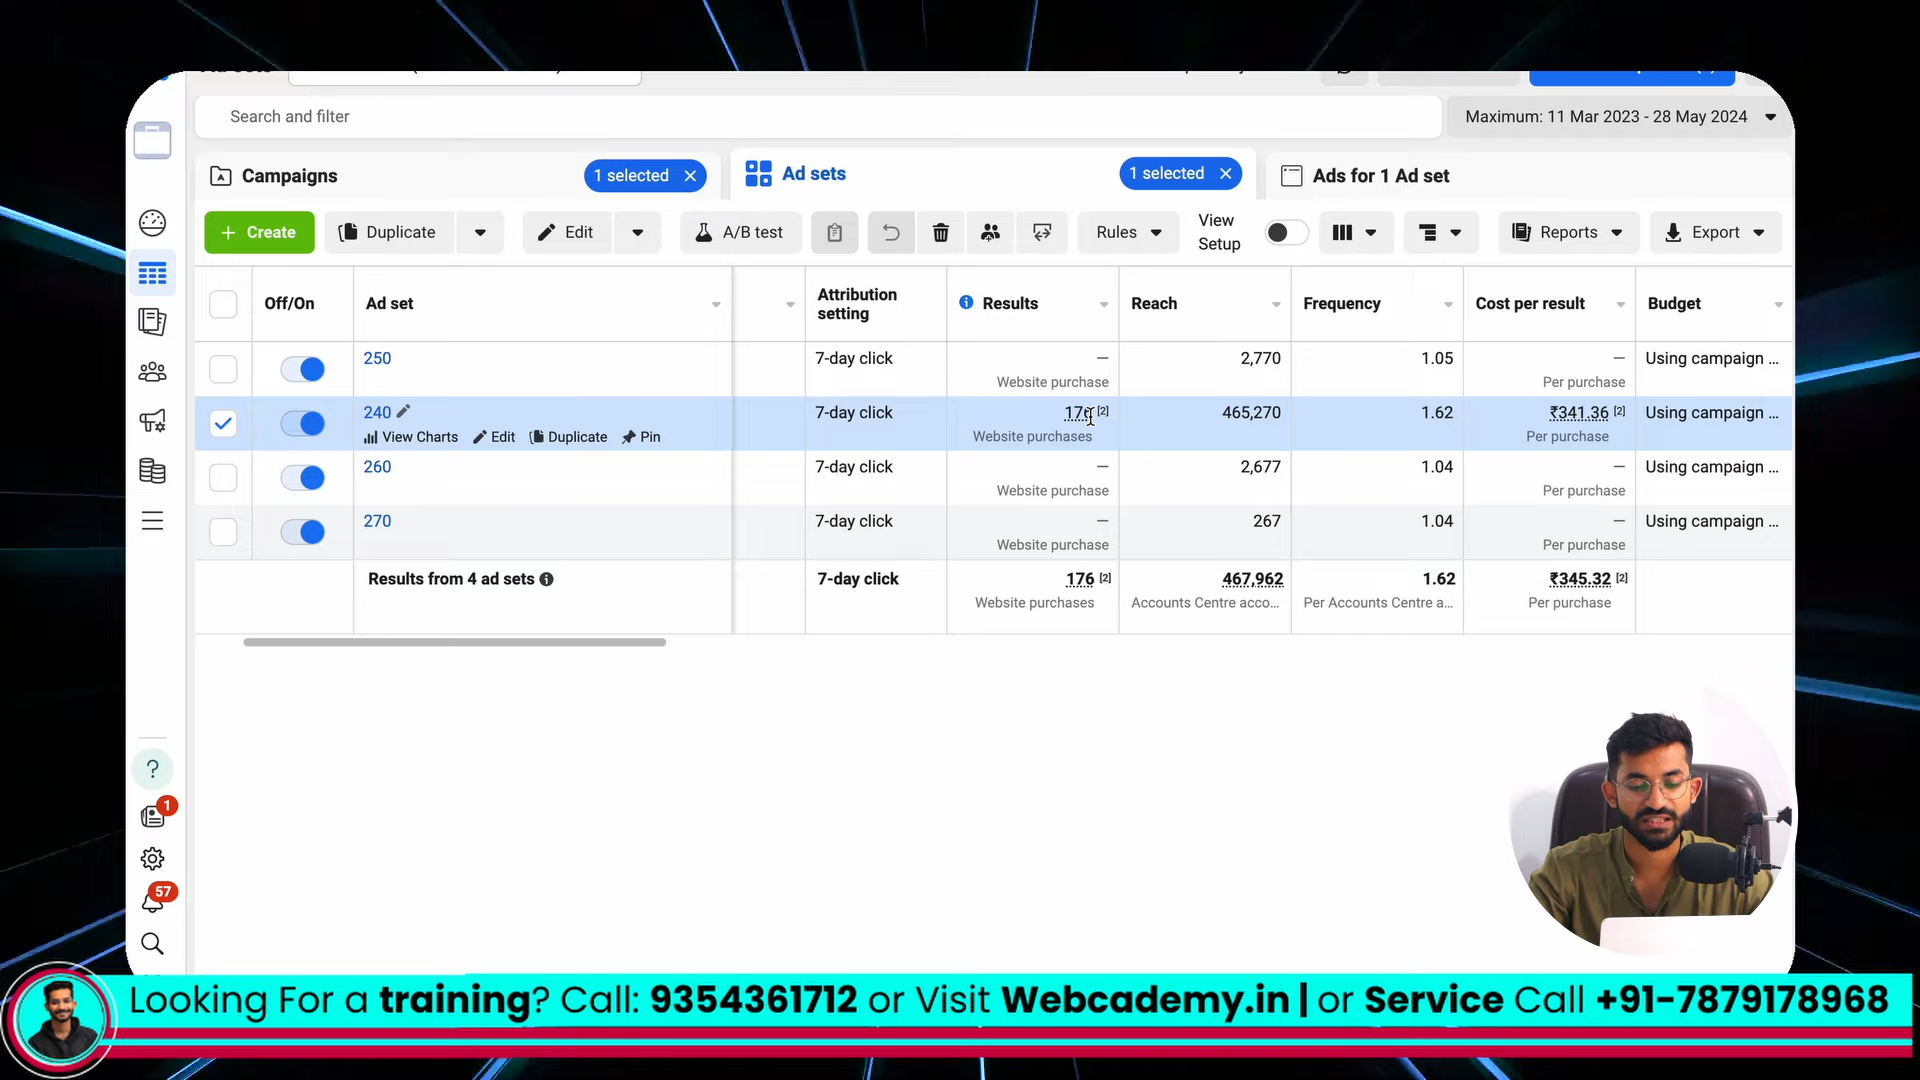 Search and filter
Maximum: 11 Mar 2023 - 28 May 2024
Campaigns
1 selected
Ad sets
1 selected
Ads for 1 Ad set
+ Create
Duplicate
Edit
A/B test
Rules
View Setup
Reports
Export
Off/On
Ad set
Attribution setting
Results
Reach
Frequency
Cost per result
Budget
250
7-day click
—
Website purchase
2,770
1.05
—
Per purchase
Using campaign ...
240
View Charts
Edit
Duplicate
Pin
7-day click
[2]
Website purchases
465,270
1.62
₹341.36 [2]
Per purchase
Using campaign ...
260
7-day click
—
Website purchase
2,677
1.04
—
Per purchase
Using campaign ...
270
7-day click
—
Website purchase
267
1.04
—
Per purchase
Using campaign ...
Results from 4 ad sets
7-day click
176 [2]
Website purchases
467,962
Accounts Centre acco...
1.62
Per Accounts Centre a...
₹345.32 [2]
Per purchase
?
1
57
Looking For a training? Call: 9354361712 or Visit Webcademy.in | or Service Call +91-7879178968